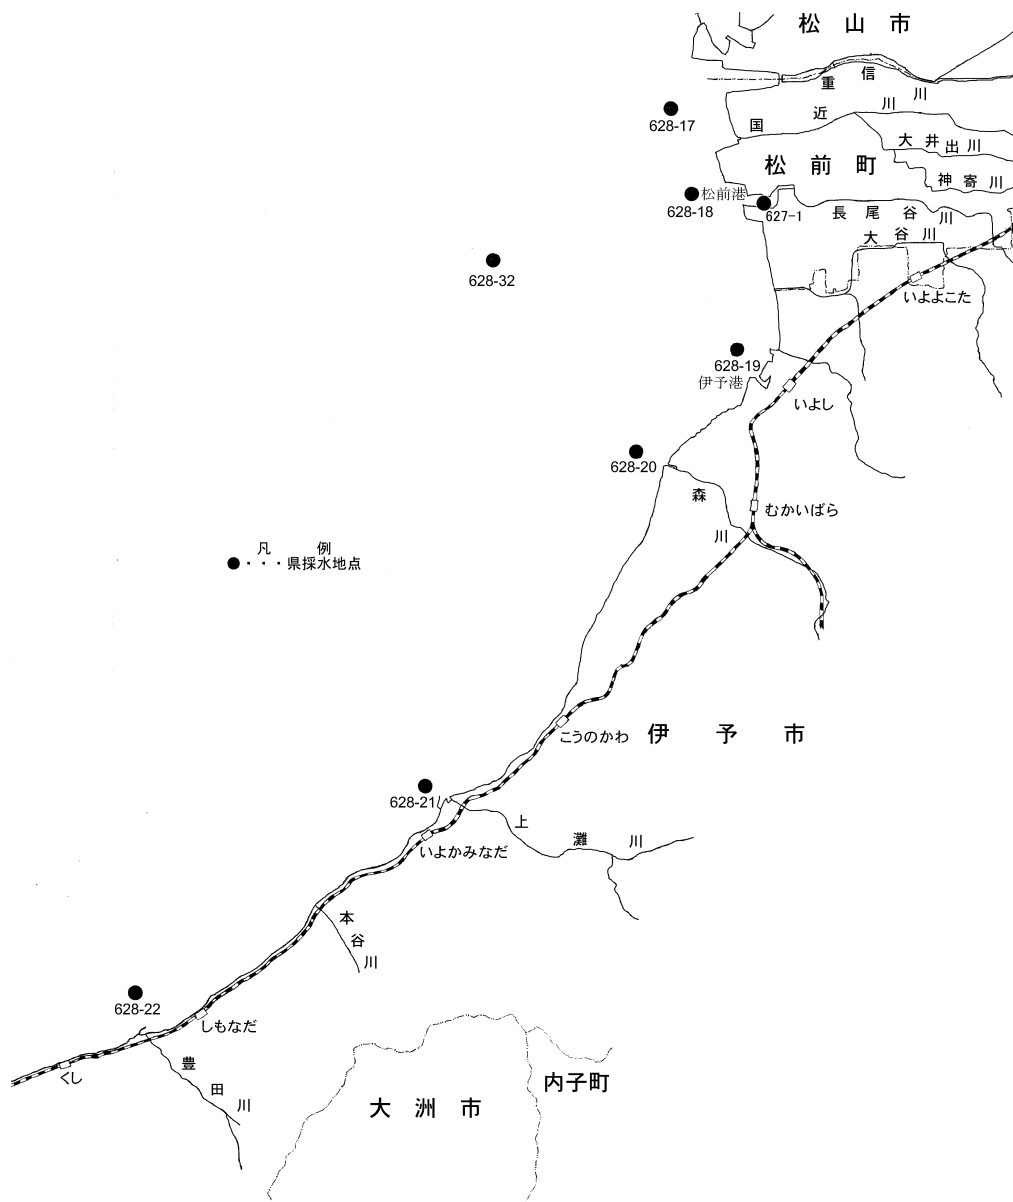 松山市
重信川
628-17
国近川
大井出川
松前町
神寄川
松前港
628-18
627-1
長尾谷川
大谷川
628-32
いよよこた
628-19
伊予港
いよし
628-20
森川
むかいばら
凡例
●・・・県採水地点
こうのかわ
伊予市
628-21
上灘川
いよかみなだ
本谷川
628-22
しもなだ
くし
豊田川
内子町
大洲市